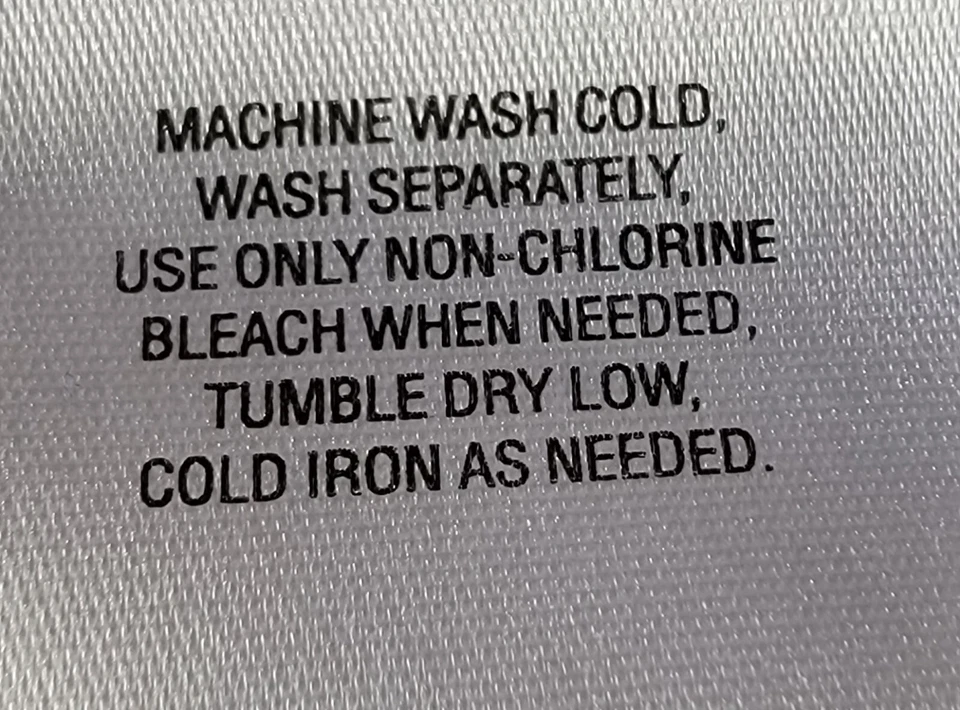 MACHINE WASH COLD,
WASH SEPARATELY,
USE ONLY NON-CHLORINE
BLEACH WHEN NEEDED,
TUMBLE DRY LOW,
COLD IRON AS NEEDED.